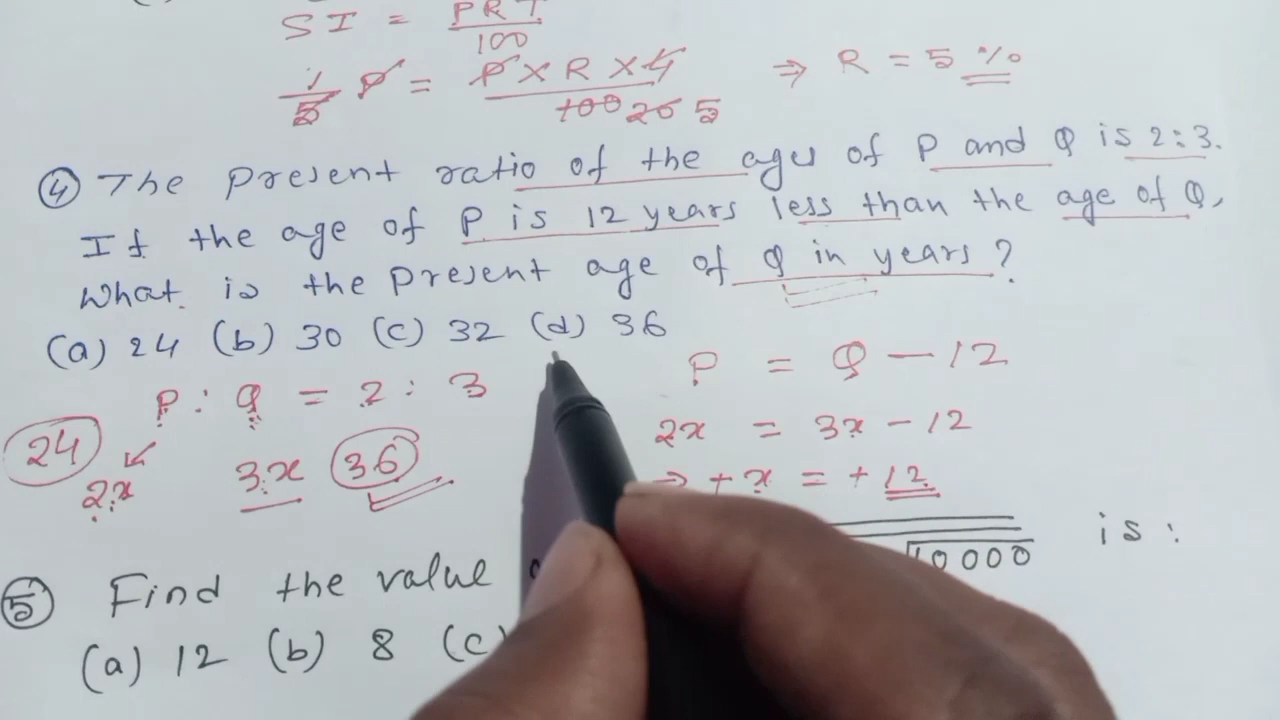 SI = PRT
100
1/5 P = P X R X 4 ⇒ R = 5 %
100 20 5
④ The present ratio of the ages of P and Q is 2:3.
If the age of P is 12 years less than the age of Q,
What is the present age of Q in years?
(a) 24 (b) 30 (c) 32 (d) 36
P : Q = 2 : 3
P = Q - 12
24
2x 3x 36
2x = 3x - 12
⇒ + x = + 12
⑤ Find the value 10000 is :
(a) 12 (b) 8 (c)